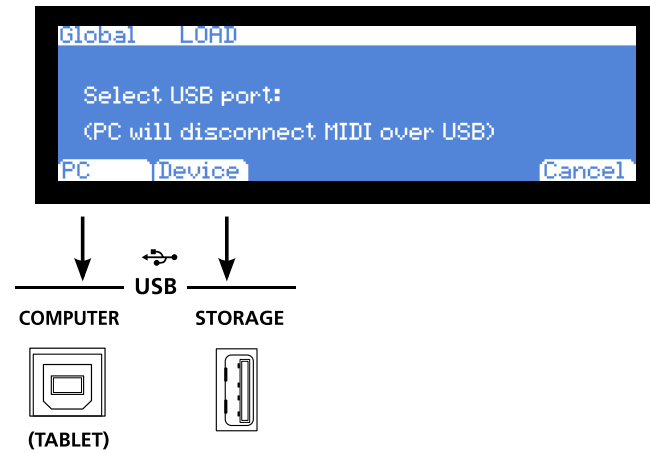 Global LOAD
Select USB port:
(PC will disconnect MIDI over USB)
PC Device Cancel
USB
COMPUTER STORAGE
(TABLET)